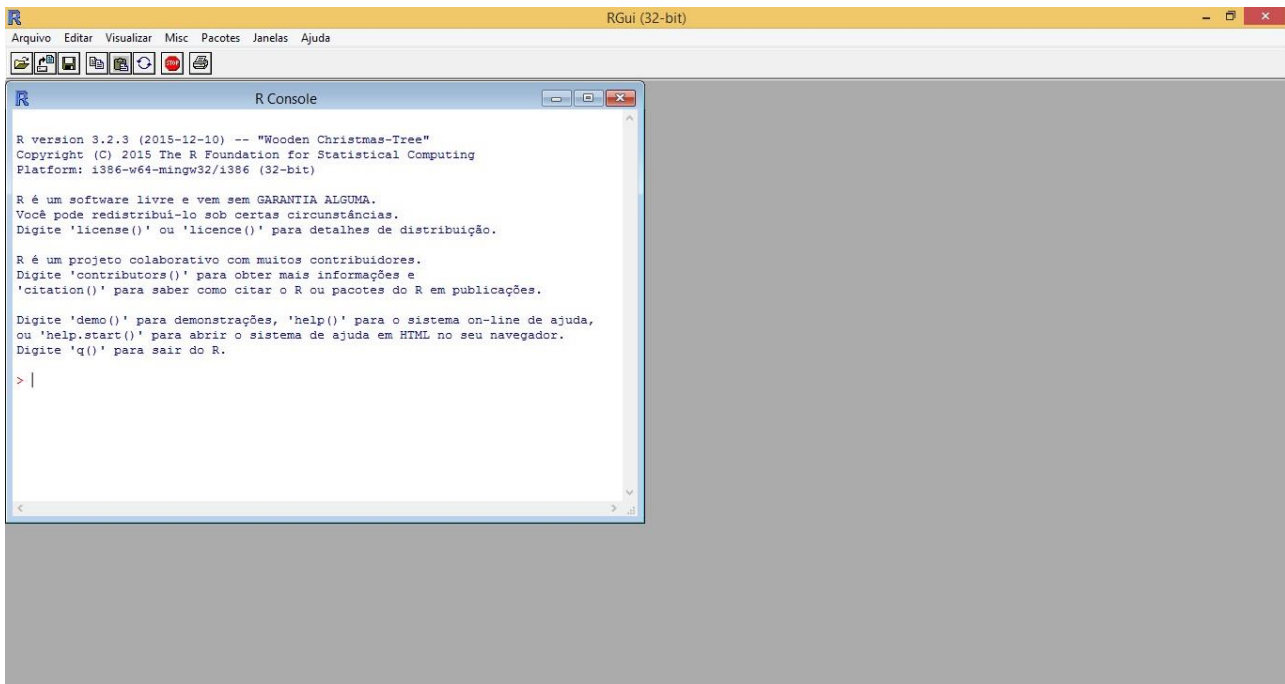 RGui (32-bit)
Arquivo Editar Visualizar Misc Pacotes Janelas Ajuda
STOP
R Console
R version 3.2.3 (2015-12-10) -- "Wooden Christmas-Tree"
Copyright (C) 2015 The R Foundation for Statistical Computing
Platform: i386-w64-mingw32/i386 (32-bit)
R é um software livre e vem sem GARANTIA ALGUMA.
Você pode redistribuí-lo sob certas circunstâncias.
Digite 'license()' ou 'licence()' para detalhes de distribuição.
R é um projeto colaborativo com muitos contribuidores.
Digite 'contributors()' para obter mais informações e
'citation()' para saber como citar o R ou pacotes do R em publicações.
Digite 'demo()' para demonstrações, 'help()' para o sistema on-line de ajuda,
ou 'help.start()' para abrir o sistema de ajuda em HTML no seu navegador.
Digite 'q()' para sair do R.
>